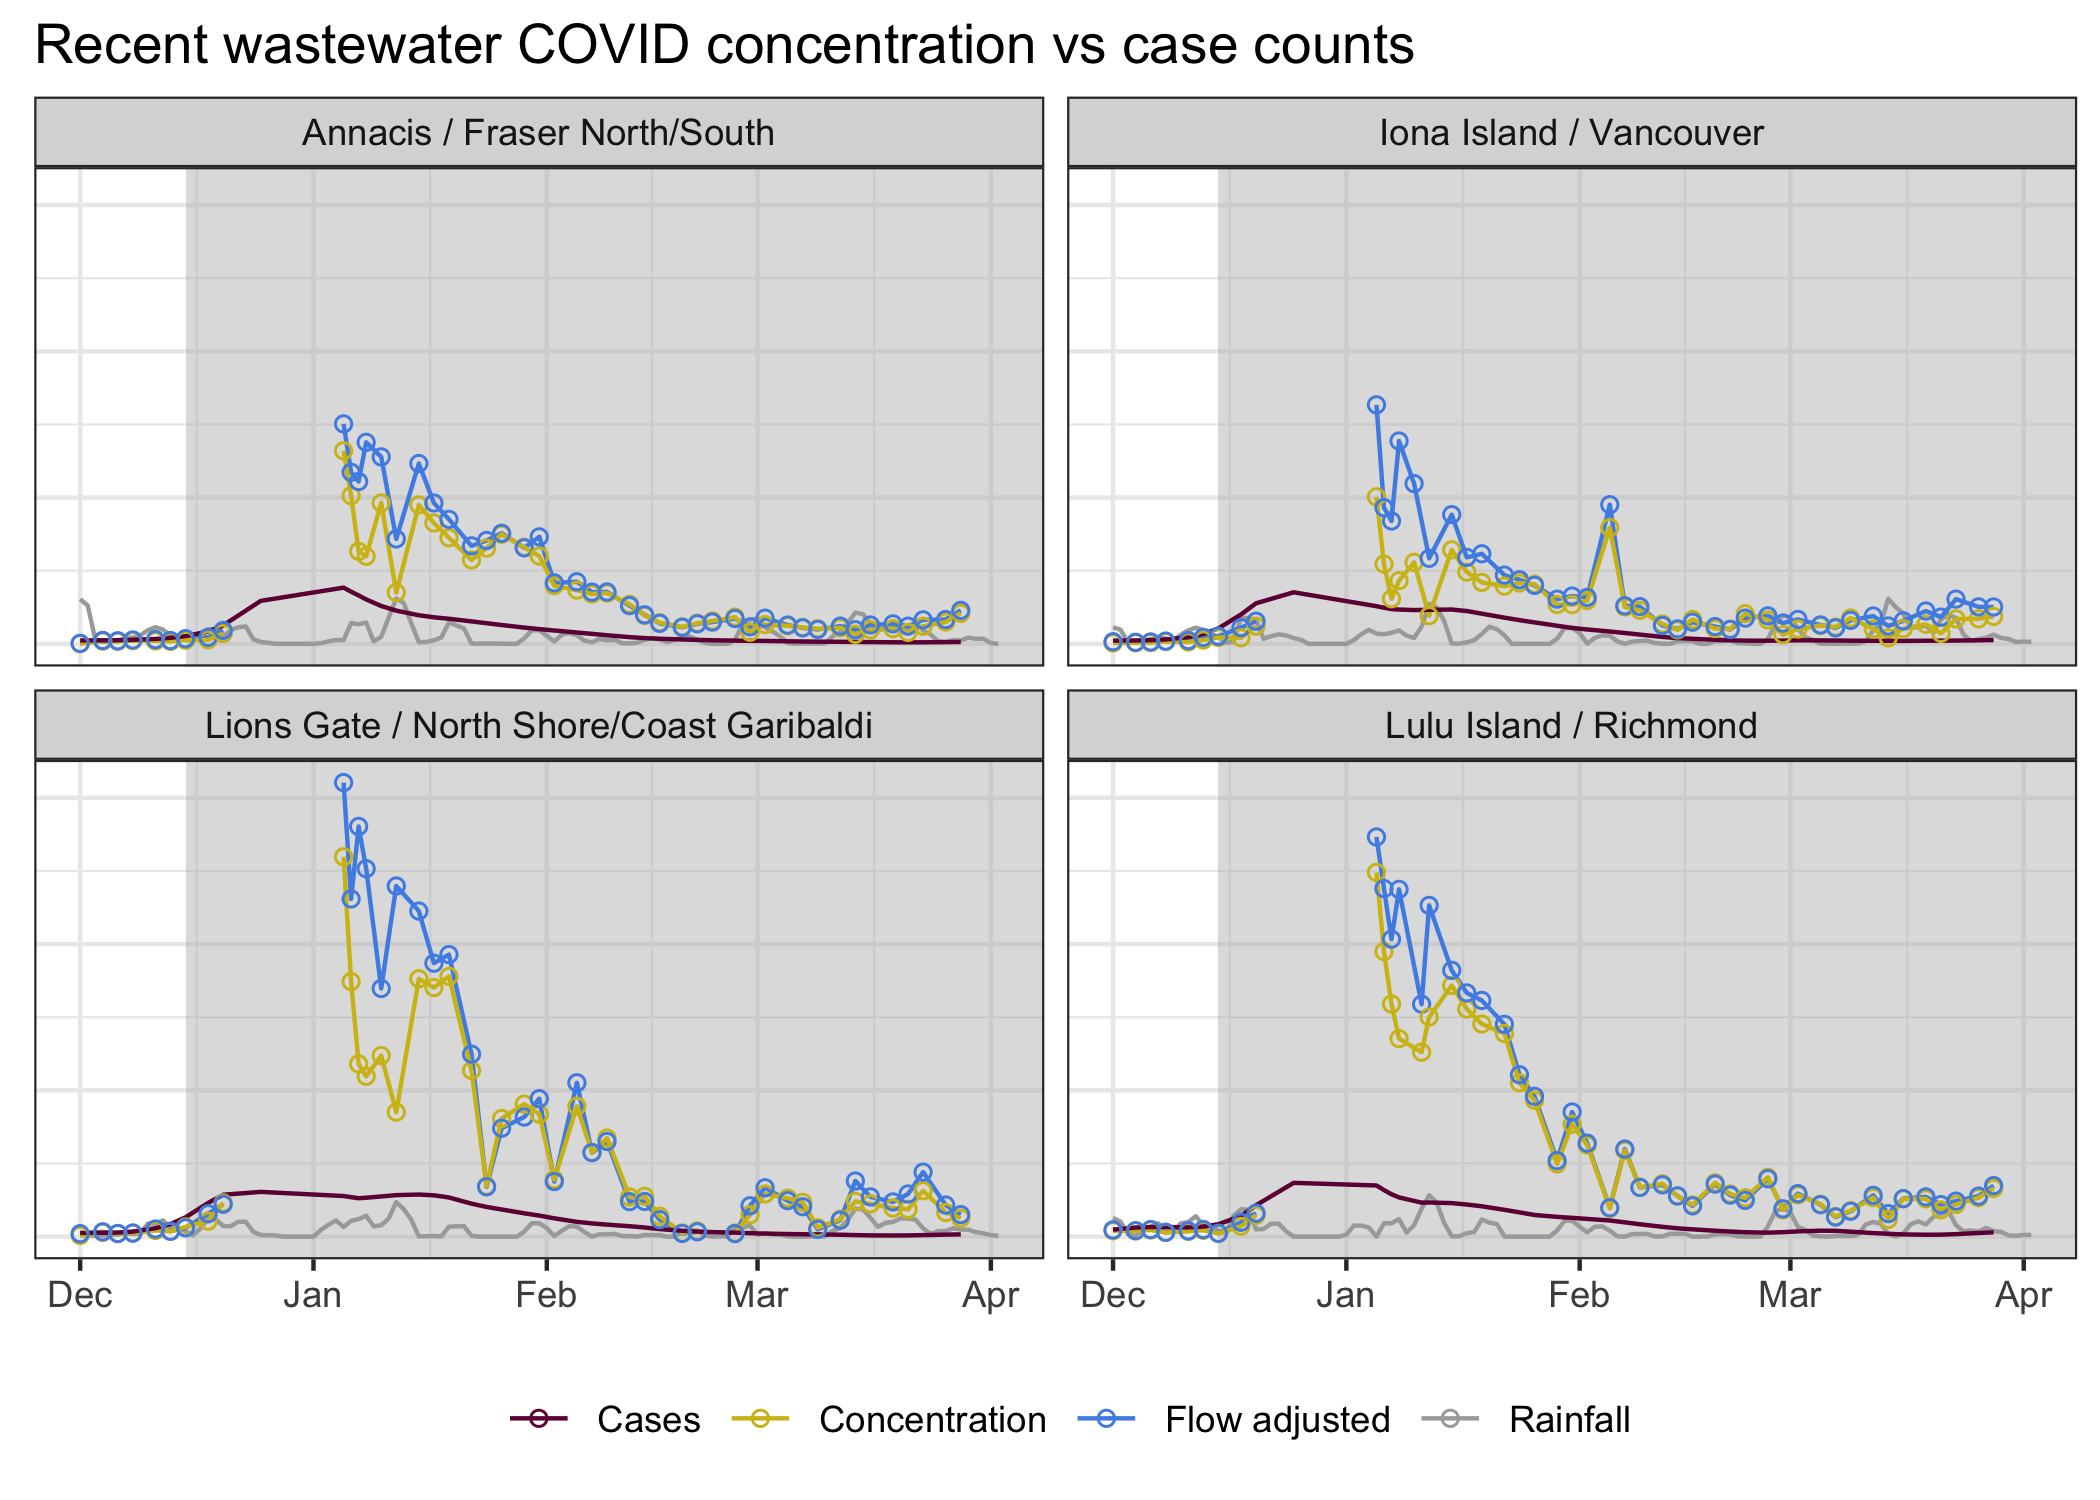 Recent wastewater COVID concentration vs case counts
Annacis / Fraser North/South
Iona Island / Vancouver
Lions Gate / North Shore/Coast Garibaldi
Lulu Island / Richmond
Dec Jan Feb Mar Apr
Dec Jan Feb Mar Apr
Cases Concentration Flow adjusted Rainfall